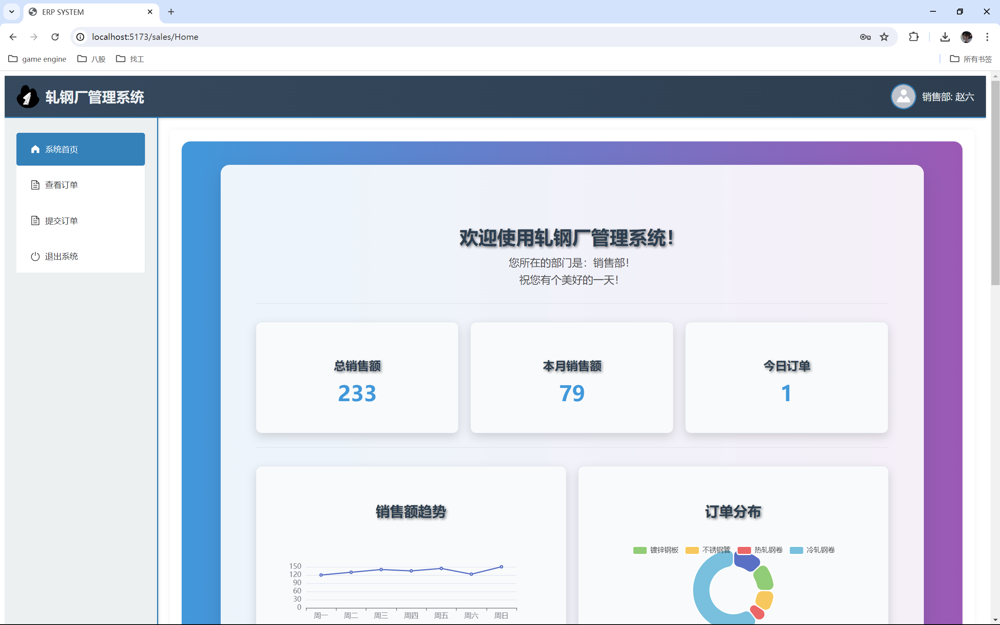 ERP SYSTEM
localhost:5173/sales/Home
game engine 八股 找工 所有书签
轧钢厂管理系统 销售部: 赵六
系统首页
查看订单
提交订单
退出系统
欢迎使用轧钢厂管理系统！
您所在的部门是：销售部！
祝您有个美好的一天！
总销售额
233
本月销售额
79
今日订单
1
销售额趋势
150
120
90
60
30
0
周一 周二 周三 周四 周五 周六 周日
订单分布
镀锌钢板 不锈钢管 热轧钢卷 冷轧钢卷